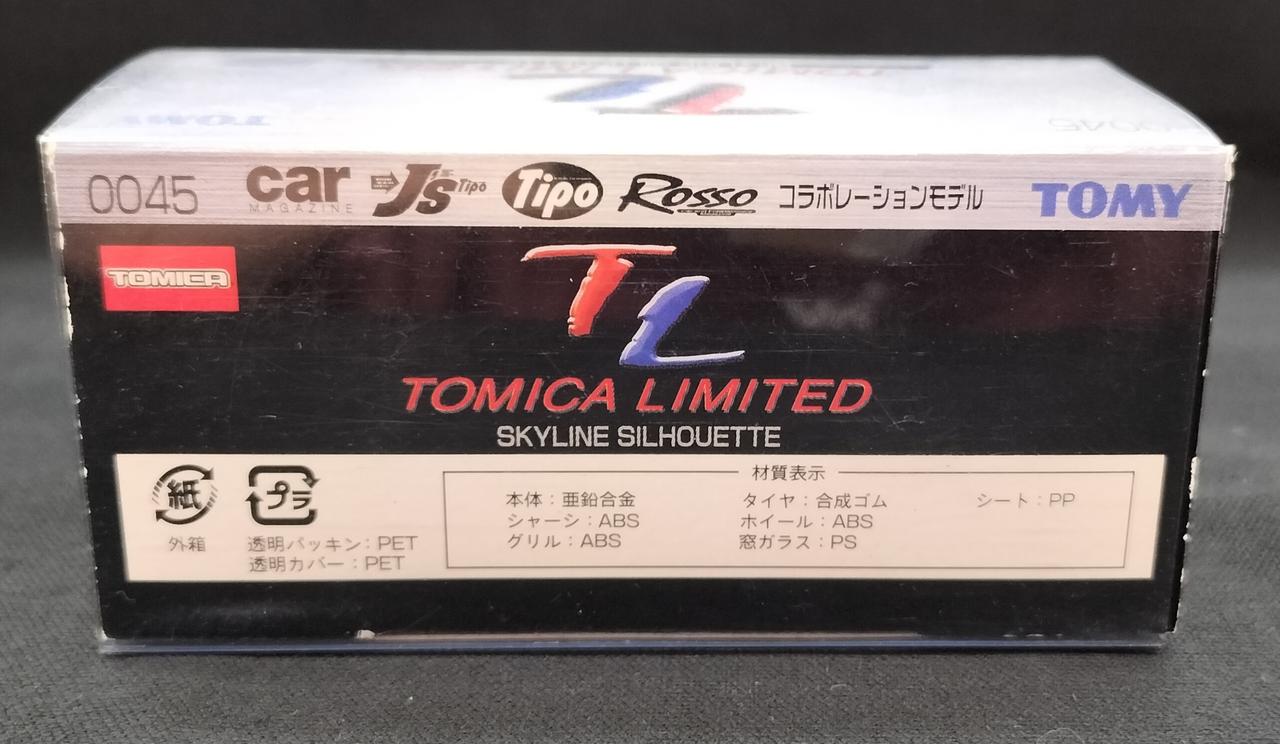 TOMY
0045
0045 car MAGAZINE J's Tipo Tipo Rosso コラボレーションモデル TOMY
TOMICA
TL
TOMICA LIMITED
SKYLINE SILHOUETTE
紙 プラ
外箱
透明パッキン：PET
透明カバー：PET
材質表示
本体：亜鉛合金 タイヤ：合成ゴム シート：PP
シャーシ：ABS ホイール：ABS
グリル：ABS 窓ガラス：PS